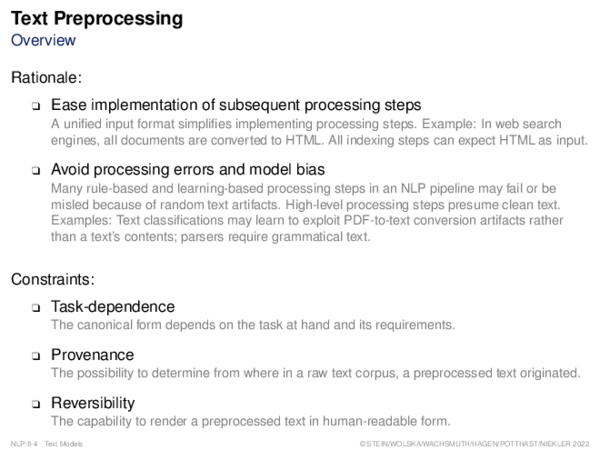 Text Preprocessing
Overview
Rationale:
❑ Ease implementation of subsequent processing steps
A unified input format simplifies implementing processing steps. Example: In web search
engines, all documents are converted to HTML. All indexing steps can expect HTML as input.
❑ Avoid processing errors and model bias
Many rule-based and learning-based processing steps in an NLP pipeline may fail or be
misled because of random text artifacts. High-level processing steps presume clean text.
Examples: Text classifications may learn to exploit PDF-to-text conversion artifacts rather
than a text's contents; parsers require grammatical text.
Constraints:
❑ Task-dependence
The canonical form depends on the task at hand and its requirements.
❑ Provenance
The possibility to determine from where in a raw text corpus, a preprocessed text originated.
❑ Reversibility
The capability to render a preprocessed text in human-readable form.
NLP:II-4 Text Models ©STEIN/WOLSKA/WACHSMUTH/HAGEN/POTTHAST/NIEKLER 2022